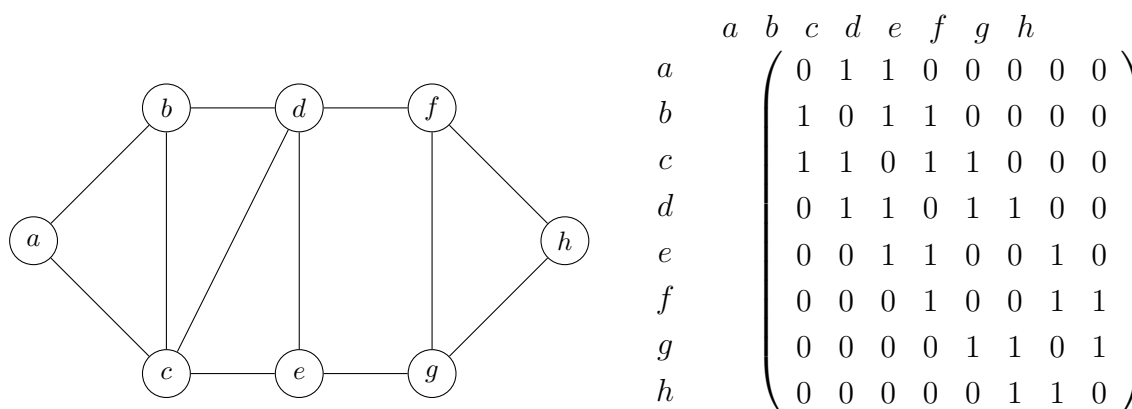 b d f
a h
c e g
a b c d e f g h
a 0 1 1 0 0 0 0 0
b 1 0 1 1 0 0 0 0
c 1 1 0 1 1 0 0 0
d 0 1 1 0 1 1 0 0
e 0 0 1 1 0 0 1 0
f 0 0 0 1 0 0 1 1
g 0 0 0 0 1 1 0 1
h 0 0 0 0 0 1 1 0